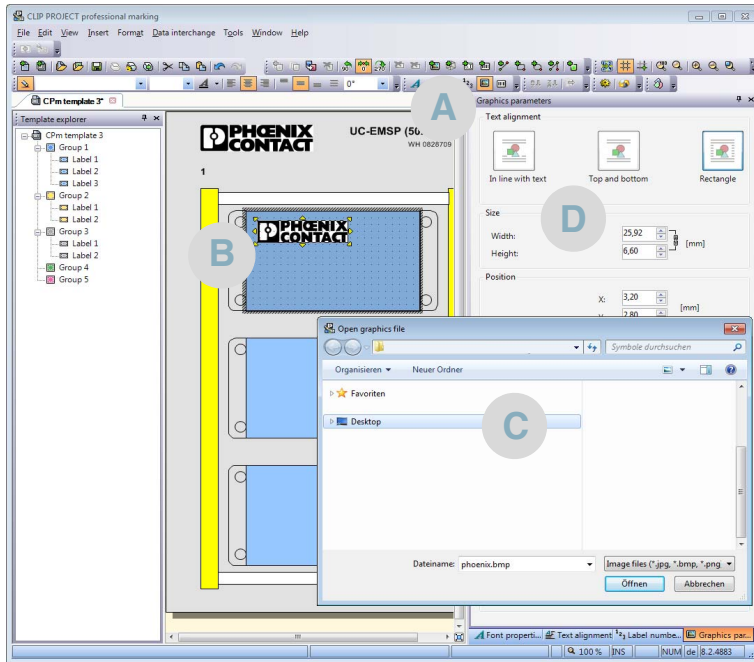 CLIP PROJECT professional marking
File Edit View Insert Format Data interchange Tools Window Help
0°
A
CPm template 3*
Template explorer
CPm template 3
Group 1
Label 1
Label 2
Label 3
Group 2
Label 1
Label 2
Group 3
Label 1
Label 2
Group 4
Group 5
PHŒNIX
CONTACT
UC-EMSP (50
WH 0828709
1
PHŒNIX
CONTACT
B
Graphics parameters
Text alignment
In line with text Top and bottom Rectangle
D
Size
Width: 25,92
Height: 6,60
[mm]
Position
X: 3,20
[mm]
2,80
Open graphics file
Symbole durchsuchen
Organisieren Neuer Ordner
Favoriten
Desktop
C
Dateiname: phoenix.bmp Image files (*.jpg, *.bmp, *.png
Öffnen Abbrechen
Font properti... Text alignment Label numbe... Graphics par...
100 % INS NUM de 8.2.4883